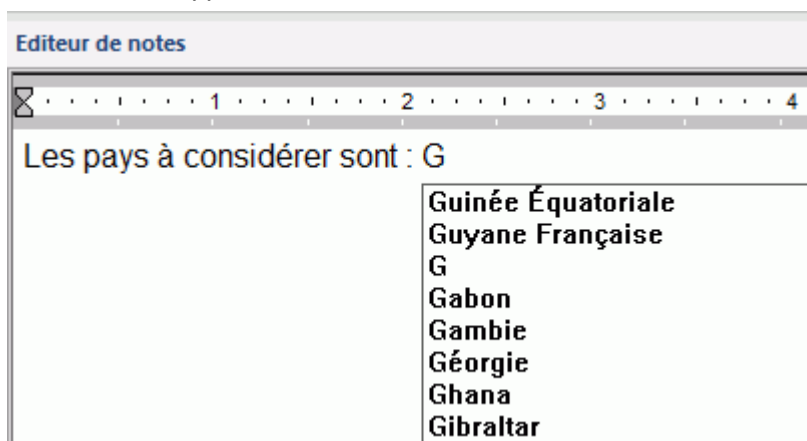 Editeur de notes
1 2 3 4
Les pays à considérer sont : G
Guinée Équatoriale
Guyane Française
G
Gabon
Gambie
Géorgie
Ghana
Gibraltar